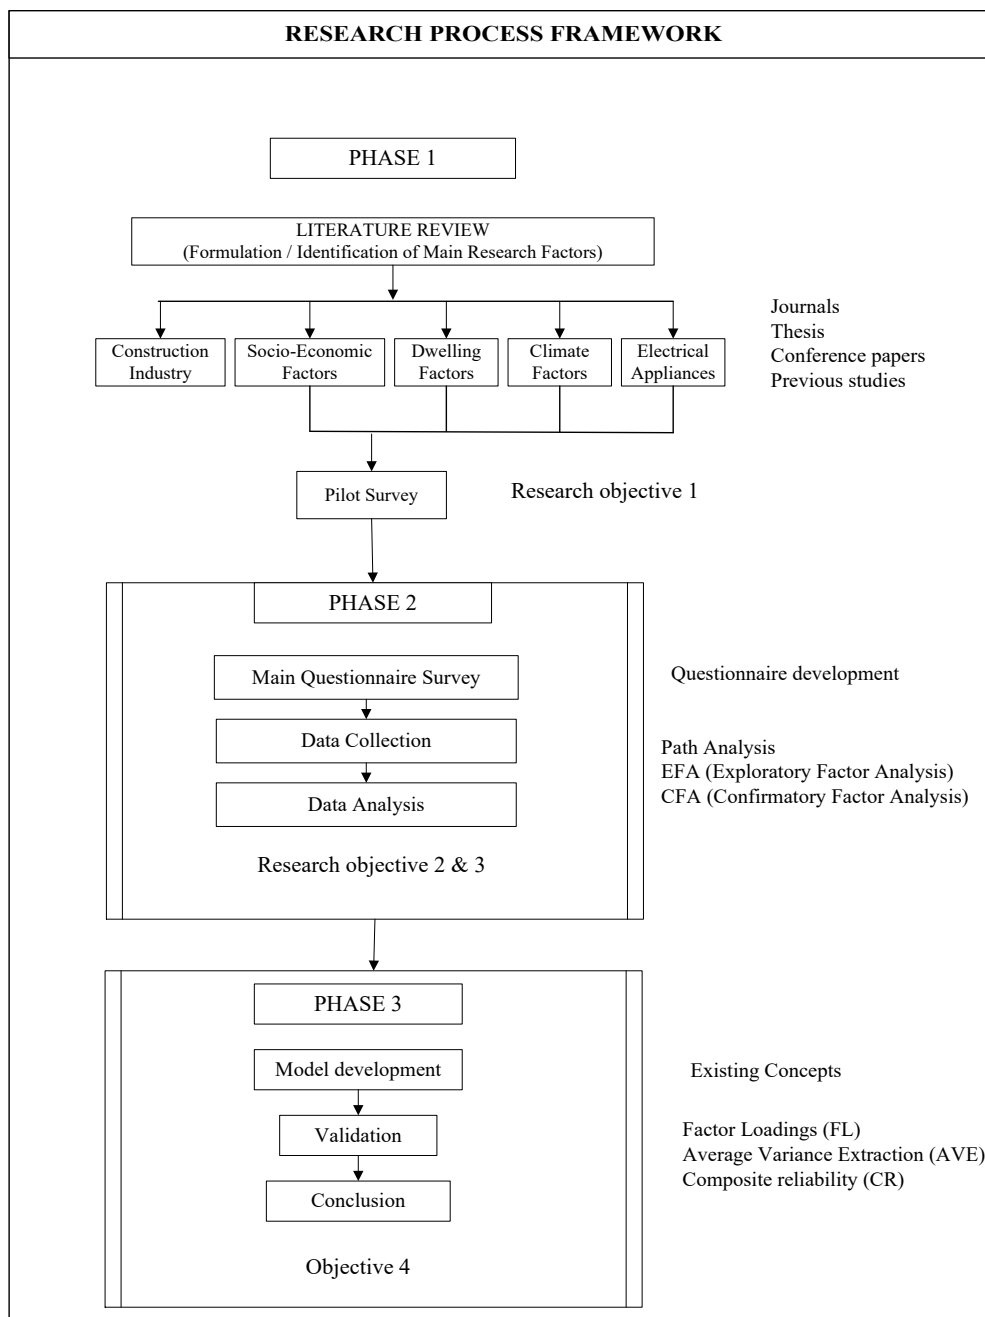 RESEARCH PROCESS FRAMEWORK
PHASE 1
LITERATURE REVIEW
(Formulation / Identification of Main Research Factors)
Construction
Industry
Socio-Economic
Factors
Dwelling
Factors
Climate
Factors
Electrical
Appliances
Journals
Thesis
Conference papers
Previous studies
Pilot Survey
Research objective 1
PHASE 2
Main Questionnaire Survey
Questionnaire development
Data Collection
Data Analysis
Path Analysis
EFA (Exploratory Factor Analysis)
CFA (Confirmatory Factor Analysis)
Research objective 2 & 3
PHASE 3
Model development
Existing Concepts
Validation
Conclusion
Factor Loadings (FL)
Average Variance Extraction (AVE)
Composite reliability (CR)
Objective 4